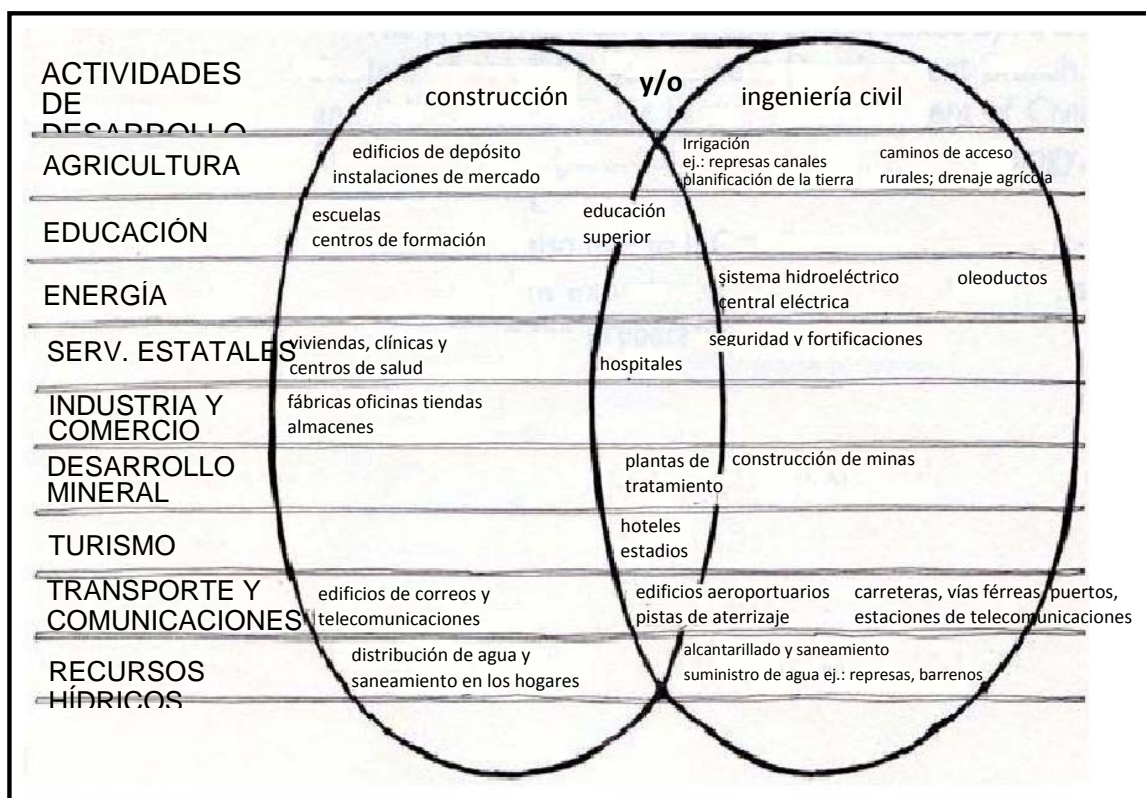 ACTIVIDADES
DE
DESARROLLO
construcción
y/o
ingeniería civil
AGRICULTURA
edificios de depósito
instalaciones de mercado
Irrigación
ej.: represas canales
planificación de la tierra
caminos de acceso
rurales; drenaje agrícola
EDUCACIÓN
escuelas
centros de formación
educación
superior
ENERGÍA
sistema hidroeléctrico
central eléctrica
oleoductos
SERV. ESTATALES
viviendas, clínicas y
centros de salud
hospitales
seguridad y fortificaciones
INDUSTRIA Y
COMERCIO
fábricas oficinas tiendas
almacenes
DESARROLLO
MINERAL
plantas de
tratamiento
construcción de minas
TURISMO
hoteles
estadios
TRANSPORTE Y
COMUNICACIONES
edificios de correos y
telecomunicaciones
edificios aeroportuarios
pistas de aterrizaje
carreteras, vías férreas, puertos,
estaciones de telecomunicaciones
RECURSOS
HÍDRICOS
distribución de agua y
saneamiento en los hogares
alcantarillado y saneamiento
suministro de agua ej.: represas, barrenos